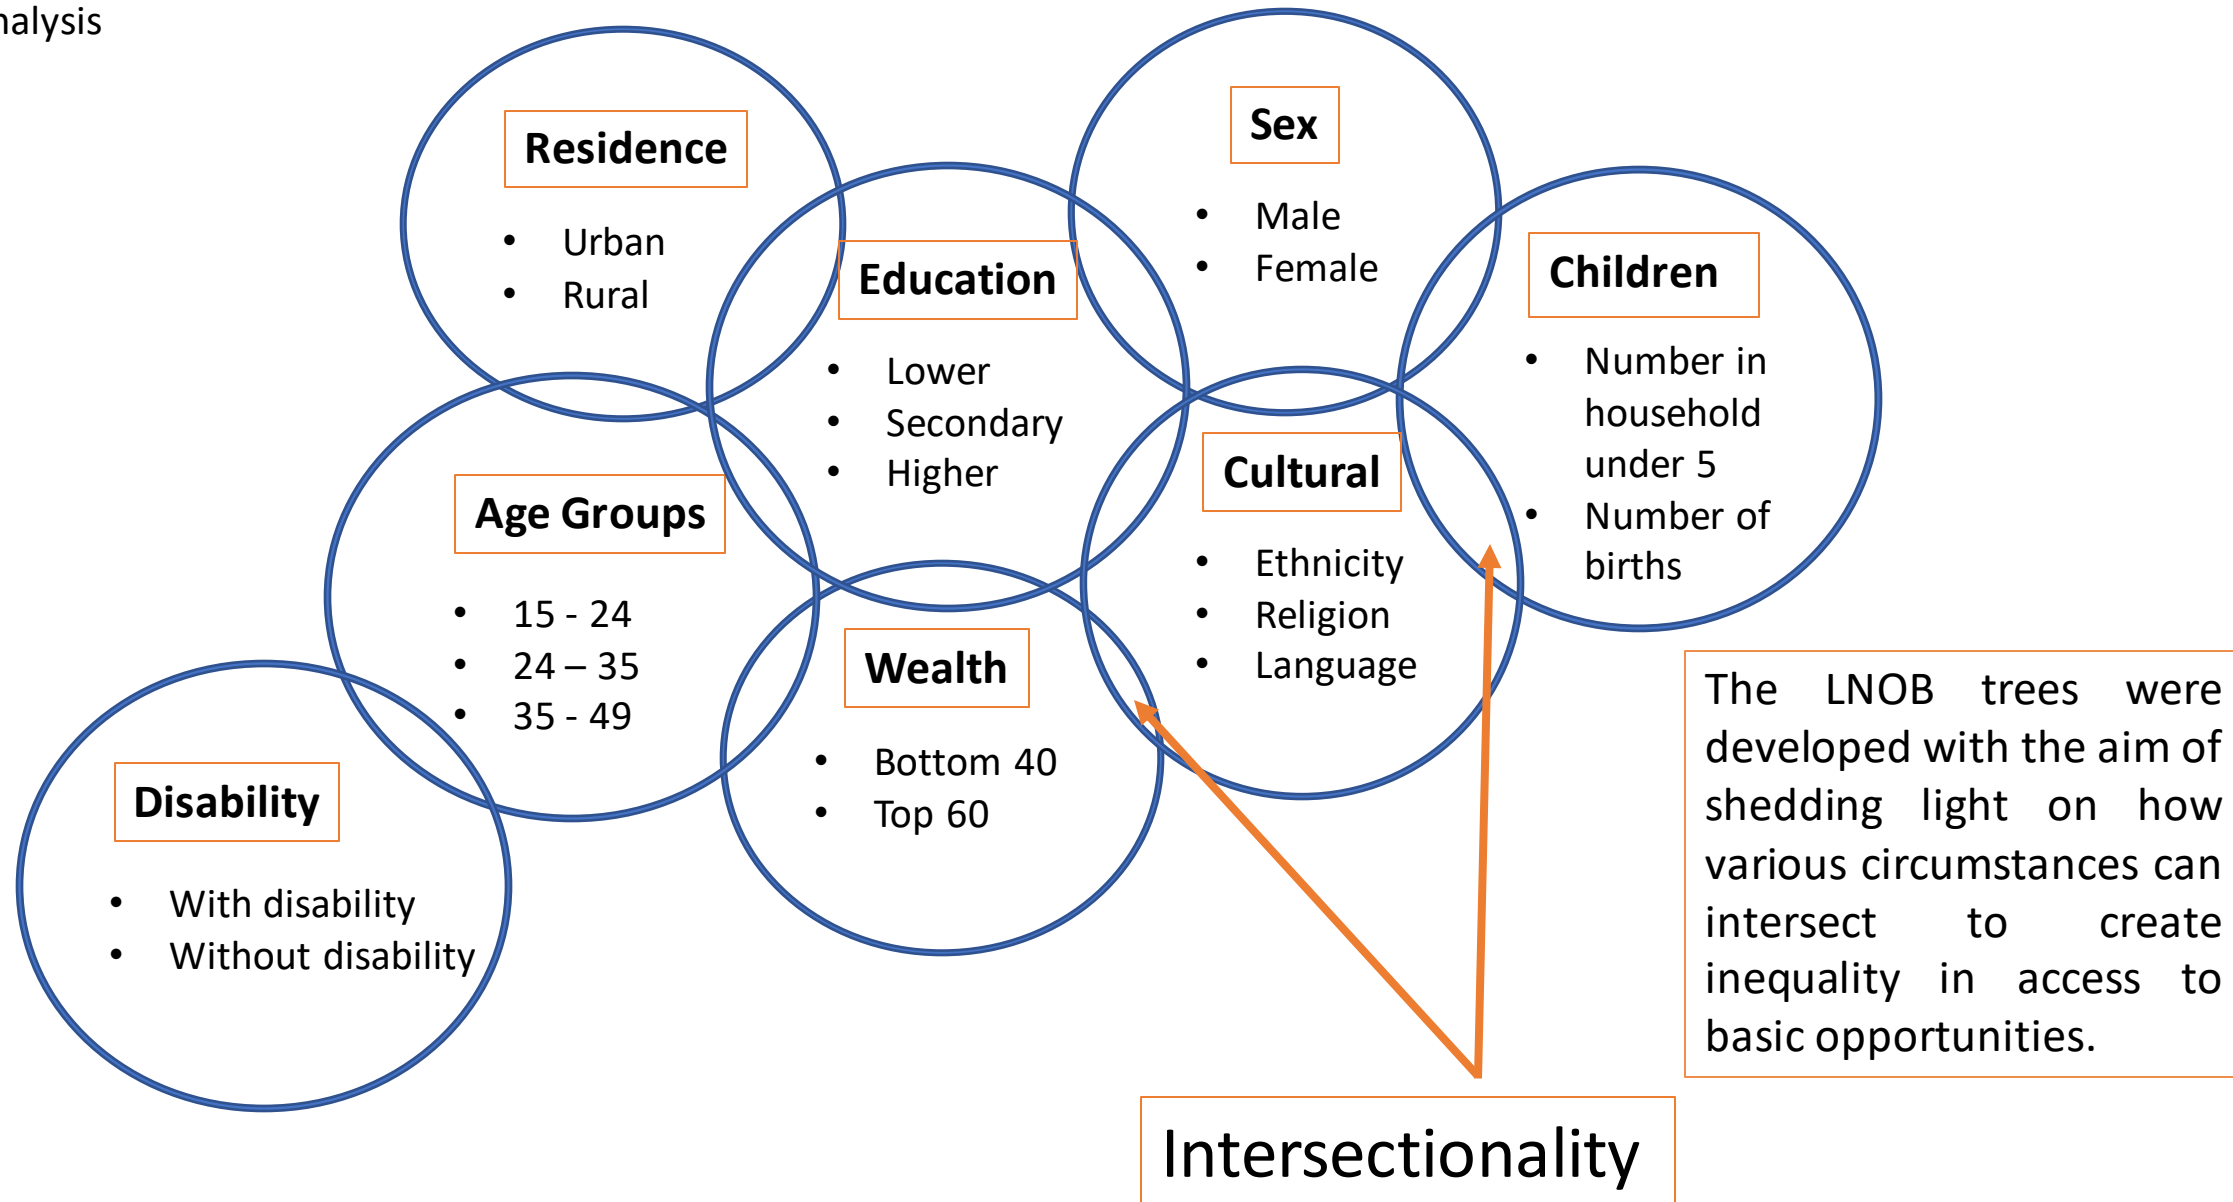 nalysis
Residence
• Urban
• Rural
Education
• Lower
• Secondary
• Higher
Sex
• Male
• Female
Children
• Number in
household
under 5
• Number of
births
Age Groups
• 15 - 24
• 24 – 35
• 35 - 49
Cultural
• Ethnicity
• Religion
• Language
Wealth
• Bottom 40
• Top 60
Disability
• With disability
• Without disability
The LNOB trees were
developed with the aim of
shedding light on how
various circumstances can
intersect to create
inequality in access to
basic opportunities.
Intersectionality